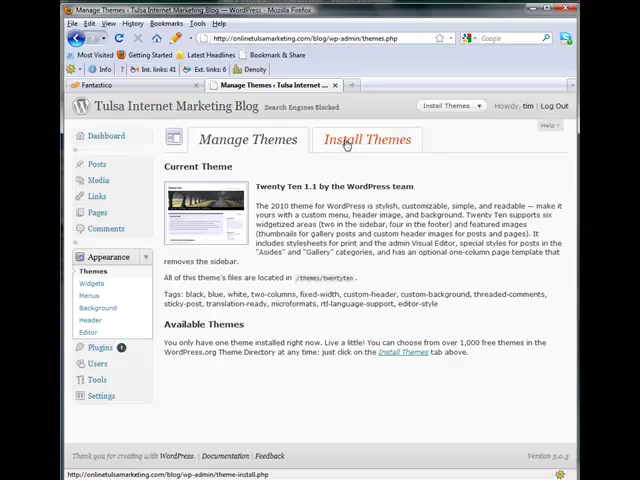 Manage Themes ‹ Tulsa Internet Marketing Blog — WordPress - Mozilla Firefox
File Edit View History Bookmarks Tools Help
http://onlinetulsamarketing.com/blog/wp-admin/themes.php
Google
Most Visited Getting Started Latest Headlines Bookmark & Share
Info Int. links: 41 Ext. links: 6 Density
Fantastico Manage Themes ‹ Tulsa Internet ...
Tulsa Internet Marketing Blog Search Engines Blocked Install Themes Howdy, tim | Log Out
Help
Dashboard
Posts
Media
Links
Pages
Comments
Appearance
Themes
Widgets
Menus
Background
Header
Editor
Plugins 1
Users
Tools
Settings
Manage Themes Install Themes
Current Theme
Twenty Ten 1.1 by the WordPress team
The 2010 theme for WordPress is stylish, customizable, simple, and readable — make it
yours with a custom menu, header image, and background. Twenty Ten supports six
widgetized areas (two in the sidebar, four in the footer) and featured images
(thumbnails for gallery posts and custom header images for posts and pages). It
includes stylesheets for print and the admin Visual Editor, special styles for posts in the
"Asides" and "Gallery" categories, and has an optional one-column page template that
removes the sidebar.
All of this theme's files are located in /themes/twentyten .
Tags: black, blue, white, two-columns, fixed-width, custom-header, custom-background, threaded-comments,
sticky-post, translation-ready, microformats, rtl-language-support, editor-style
Available Themes
You only have one theme installed right now. Live a little! You can choose from over 1,000 free themes in the
WordPress.org Theme Directory at any time: just click on the Install Themes tab above.
Thank you for creating with WordPress. | Documentation | Feedback Version 3.0.3
http://onlinetulsamarketing.com/blog/wp-admin/theme-install.php